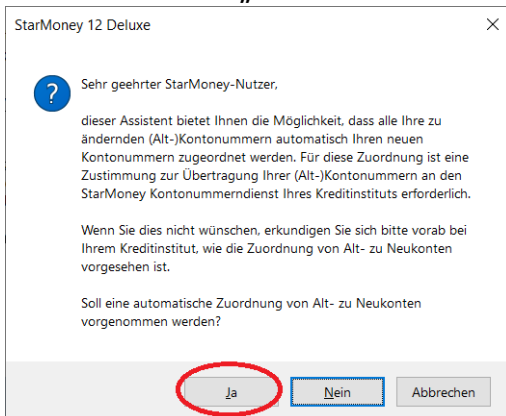 „
StarMoney 12 Deluxe
Sehr geehrter StarMoney-Nutzer,
dieser Assistent bietet Ihnen die Möglichkeit, dass alle Ihre zu
ändernden (Alt-)Kontonummern automatisch Ihren neuen
Kontonummern zugeordnet werden. Für diese Zuordnung ist eine
Zustimmung zur Übertragung Ihrer (Alt-)Kontonummern an den
StarMoney Kontonummerndienst Ihres Kreditinstituts erforderlich.
Wenn Sie dies nicht wünschen, erkundigen Sie sich bitte vorab bei
Ihrem Kreditinstitut, wie die Zuordnung von Alt- zu Neukonten
vorgesehen ist.
Soll eine automatische Zuordnung von Alt- zu Neukonten
vorgenommen werden?
Ja Nein Abbrechen